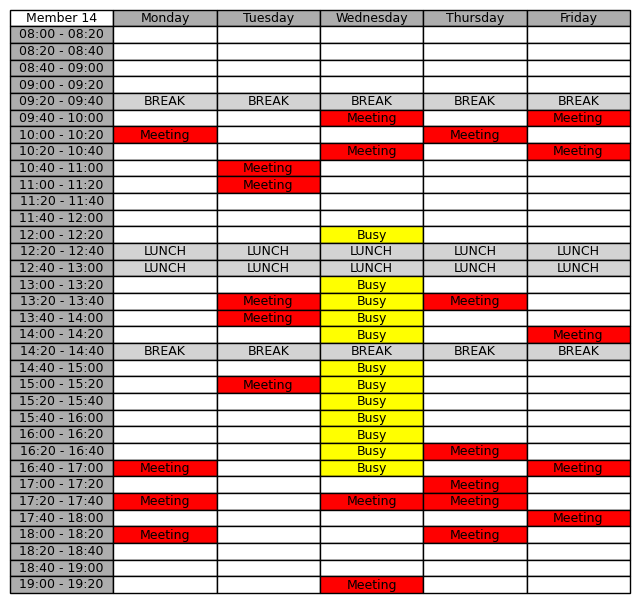 Member 14 Monday Tuesday Wednesday Thursday Friday
08:00 - 08:20
08:20 - 08:40
08:40 - 09:00
09:00 - 09:20
09:20 - 09:40 BREAK BREAK BREAK BREAK BREAK
09:40 - 10:00 Meeting Meeting
10:00 - 10:20 Meeting Meeting
10:20 - 10:40 Meeting Meeting
10:40 - 11:00 Meeting
11:00 - 11:20 Meeting
11:20 - 11:40
11:40 - 12:00
12:00 - 12:20 Busy
12:20 - 12:40 LUNCH LUNCH LUNCH LUNCH LUNCH
12:40 - 13:00 LUNCH LUNCH LUNCH LUNCH LUNCH
13:00 - 13:20 Busy
13:20 - 13:40 Meeting Busy Meeting
13:40 - 14:00 Meeting Busy
14:00 - 14:20 Busy Meeting
14:20 - 14:40 BREAK BREAK BREAK BREAK BREAK
14:40 - 15:00 Busy
15:00 - 15:20 Meeting Busy
15:20 - 15:40 Busy
15:40 - 16:00 Busy
16:00 - 16:20 Busy
16:20 - 16:40 Busy Meeting
16:40 - 17:00 Meeting Busy Meeting
17:00 - 17:20 Meeting
17:20 - 17:40 Meeting Meeting Meeting
17:40 - 18:00 Meeting
18:00 - 18:20 Meeting Meeting
18:20 - 18:40
18:40 - 19:00
19:00 - 19:20 Meeting